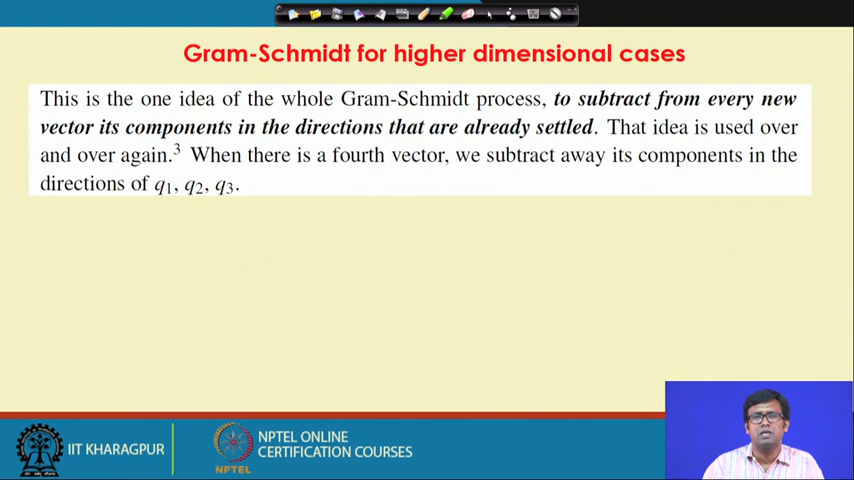 Gram-Schmidt for higher dimensional cases
This is the one idea of the whole Gram-Schmidt process, to subtract from every new
vector its components in the directions that are already settled. That idea is used over
and over again.³ When there is a fourth vector, we subtract away its components in the
directions of q₁, q₂, q₃.
IIT KHARAGPUR
NPTEL
NPTEL ONLINE
CERTIFICATION COURSES